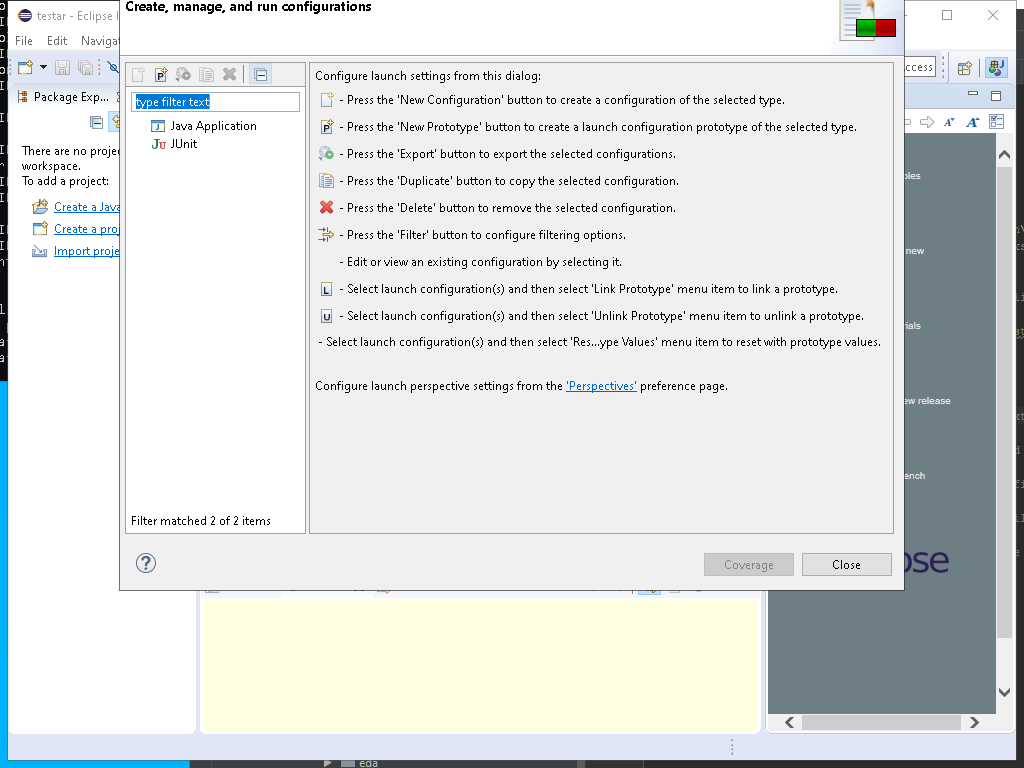 Create, manage, and run configurations
testar - Eclipse I
File Edit Naviga
ccess
Package Exp...
type filter text
Java Application
JUnit
Filter matched 2 of 2 items
There are no proje
workspace.
To add a project:
Create a Java
Create a proj
Import proje
Configure launch settings from this dialog:
- Press the 'New Configuration' button to create a configuration of the selected type.
- Press the 'New Prototype' button to create a launch configuration prototype of the selected type.
- Press the 'Export' button to export the selected configurations.
- Press the 'Duplicate' button to copy the selected configuration.
- Press the 'Delete' button to remove the selected configuration.
- Press the 'Filter' button to configure filtering options.
- Edit or view an existing configuration by selecting it.
- Select launch configuration(s) and then select 'Link Prototype' menu item to link a prototype.
- Select launch configuration(s) and then select 'Unlink Prototype' menu item to unlink a prototype.
- Select launch configuration(s) and then select 'Res...ype Values' menu item to reset with prototype values.
Configure launch perspective settings from the 'Perspectives' preference page.
Coverage
Close
ples
new
rials
ew release
ench
ose
eda